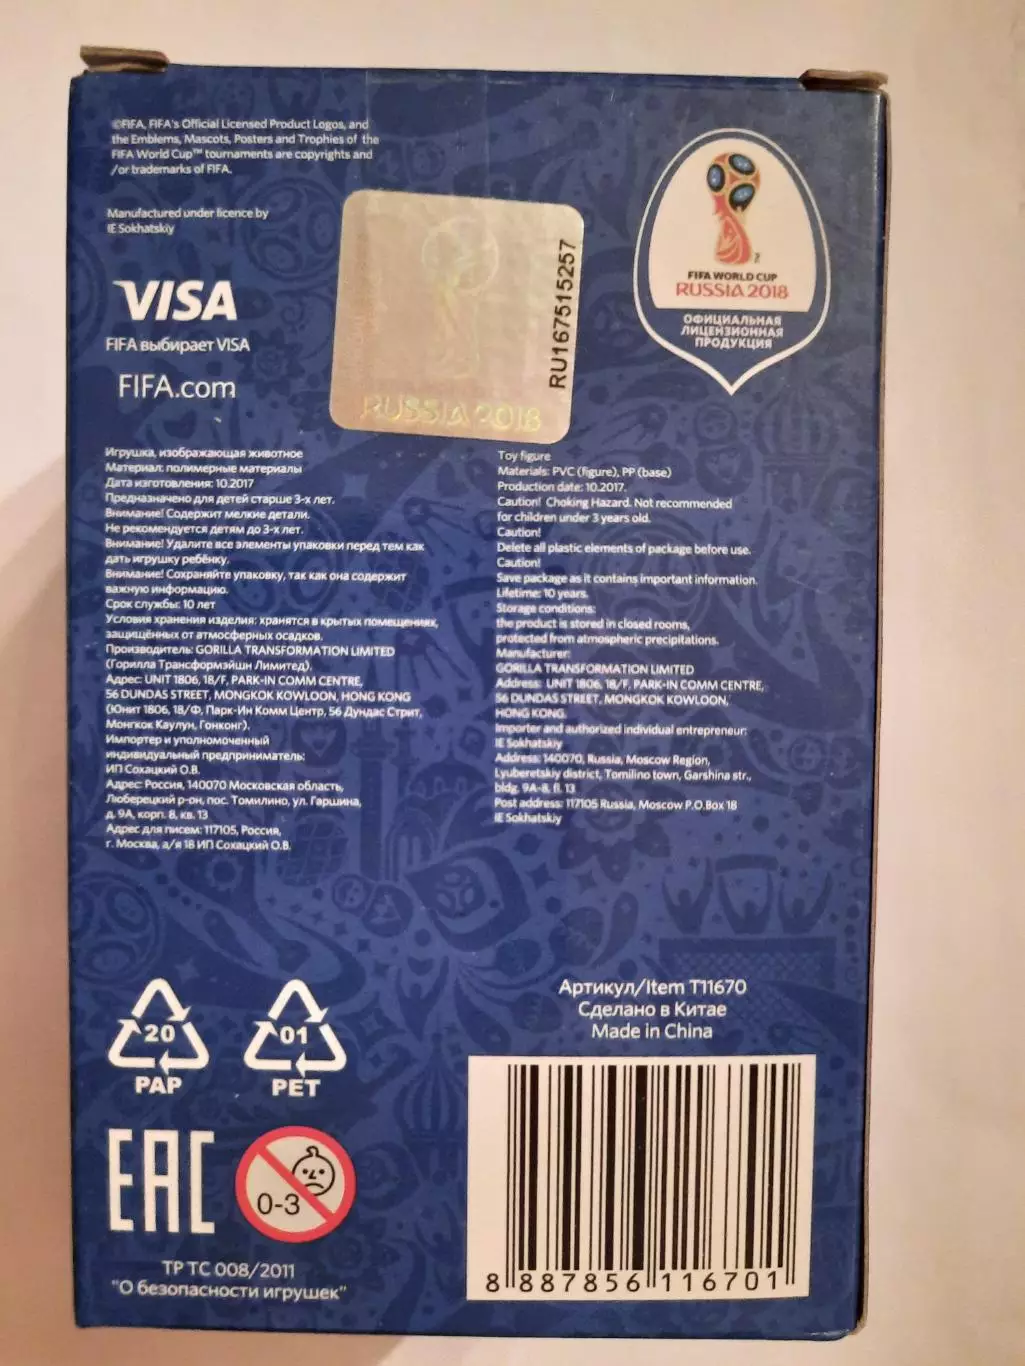 ©FIFA, FIFA's Official Licensed Product Logos, and
the Emblems, Mascots, Posters and Trophies of the
FIFA World Cup™ tournaments are copyrights and
/or trademarks of FIFA.
Manufactured under licence by
IE Sokhatskiy
VISA
FIFA выбирает VISA
FIFA.com
RUSSIA 2018
RU167515257
FIFA WORLD CUP
RUSSIA 2018
ОФИЦИАЛЬНАЯ
ЛИЦЕНЗИОННАЯ
ПРОДУКЦИЯ
Игрушка, изображающая животное
Материал: полимерные материалы
Дата изготовления: 10.2017
Предназначено для детей старше 3-х лет.
Внимание! Содержит мелкие детали.
Не рекомендуется детям до 3-х лет.
Внимание! Удалите все элементы упаковки перед тем как
дать игрушку ребёнку.
Внимание! Сохраняйте упаковку, так как она содержит
важную информацию.
Срок службы: 10 лет
Условия хранения изделия: хранятся в крытых помещениях,
защищённых от атмосферных осадков.
Производитель: GORILLA TRANSFORMATION LIMITED
(Горилла Трансформэйшн Лимитед).
Адрес: UNIT 1806, 18/F, PARK-IN COMM CENTRE,
56 DUNDAS STREET, MONGKOK KOWLOON, HONG KONG
(Юнит 1806, 18/Ф, Парк-Ин Комм Центр, 56 Дундас Стрит,
Монгкок Каулун, Гонконг).
Импортер и уполномоченный
индивидуальный предприниматель:
ИП Сохацкий О.В.
Адрес: Россия, 140070 Московская область,
Люберецкий р-он, пос. Томилино, ул. Гаршина,
д. 9А, корп. 8, кв. 13
Адрес для писем: 117105, Россия,
г. Москва, а/я 18 ИП Сохацкий О.В.
Toy figure
Materials: PVC (figure), PP (base)
Production date: 10.2017.
Caution! Choking Hazard. Not recommended
for children under 3 years old.
Caution!
Delete all plastic elements of package before use.
Caution!
Save package as it contains important information.
Lifetime: 10 years.
Storage conditions:
the product is stored in closed rooms,
protected from atmospheric precipitations.
Manufacturer:
GORILLA TRANSFORMATION LIMITED
Address: UNIT 1806, 18/F, PARK-IN COMM CENTRE,
56 DUNDAS STREET, MONGKOK KOWLOON,
HONG KONG.
Importer and authorized individual entrepreneur:
IE Sokhatskiy
Address: 140070, Russia, Moscow Region,
Lyuberetskiy district, Tomilino town, Garshina str.,
bldg. 9A-8, fl. 13
Post address: 117105 Russia, Moscow P.O.Box 18
IE Sokhatskiy
20
PAP
01
PET
EAC
0-3
ТР ТС 008/2011
"О безопасности игрушек"
Артикул/Item T11670
Сделано в Китае
Made in China
8 887856 116701